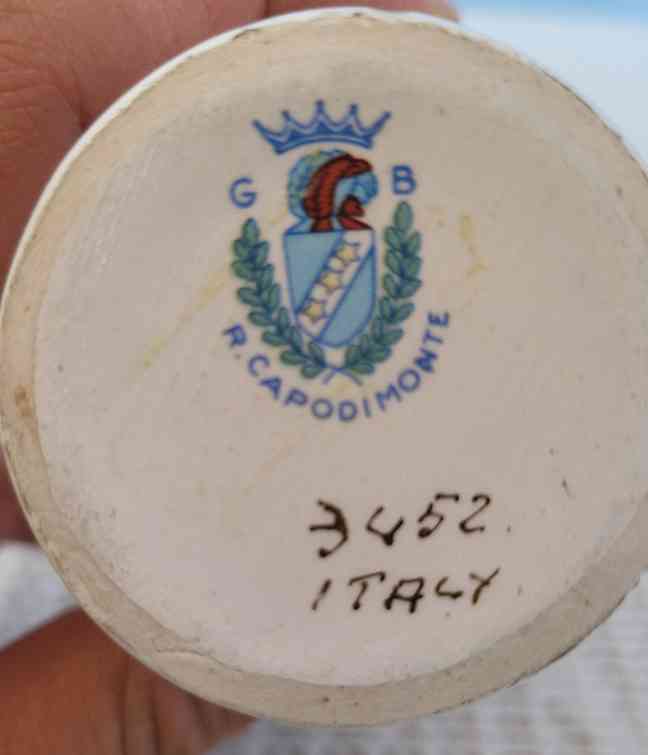 G B
R. CAPODIMONTE
3452.
ITALY